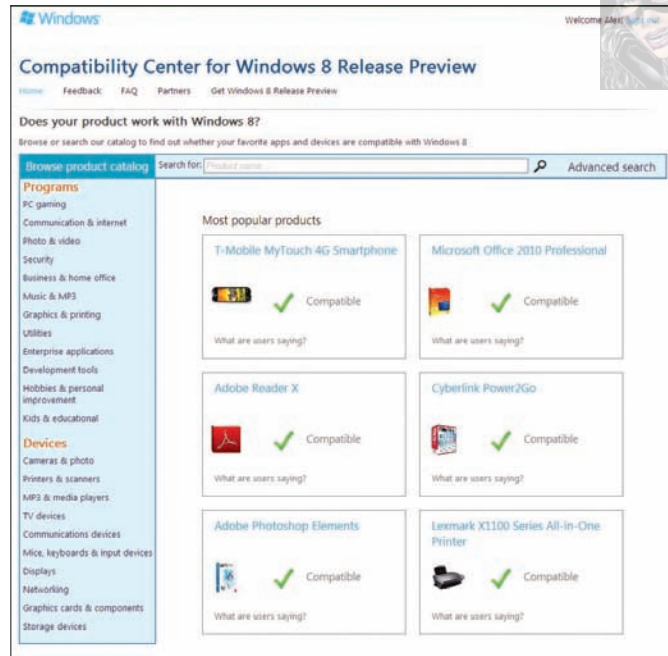 Windows
Welcome Alex
Compatibility Center for Windows 8 Release Preview
Home Feedback FAQ Partners Get Windows 8 Release Preview
Does your product work with Windows 8?
Browse or search our catalog to find out whether your favorite apps and devices are compatible with Windows 8
Browse product catalog
Search for: Product name...
Advanced search
Programs
PC gaming
Communication & internet
Photo & video
Security
Business & home office
Music & MP3
Graphics & printing
Utilities
Enterprise applications
Development tools
Hobbies & personal
improvement
Kids & educational
Devices
Cameras & photo
Printers & scanners
MP3 & media players
TV devices
Communications devices
Mice, keyboards & input devices
Displays
Networking
Graphics cards & components
Storage devices
Most popular products
T-Mobile MyTouch 4G Smartphone
Compatible
What are users saying?
Microsoft Office 2010 Professional
Compatible
What are users saying?
Adobe Reader X
Compatible
What are users saying?
Cyberlink Power2Go
Compatible
What are users saying?
Adobe Photoshop Elements
Compatible
What are users saying?
Lexmark X1100 Series All-in-One
Printer
Compatible
What are users saying?